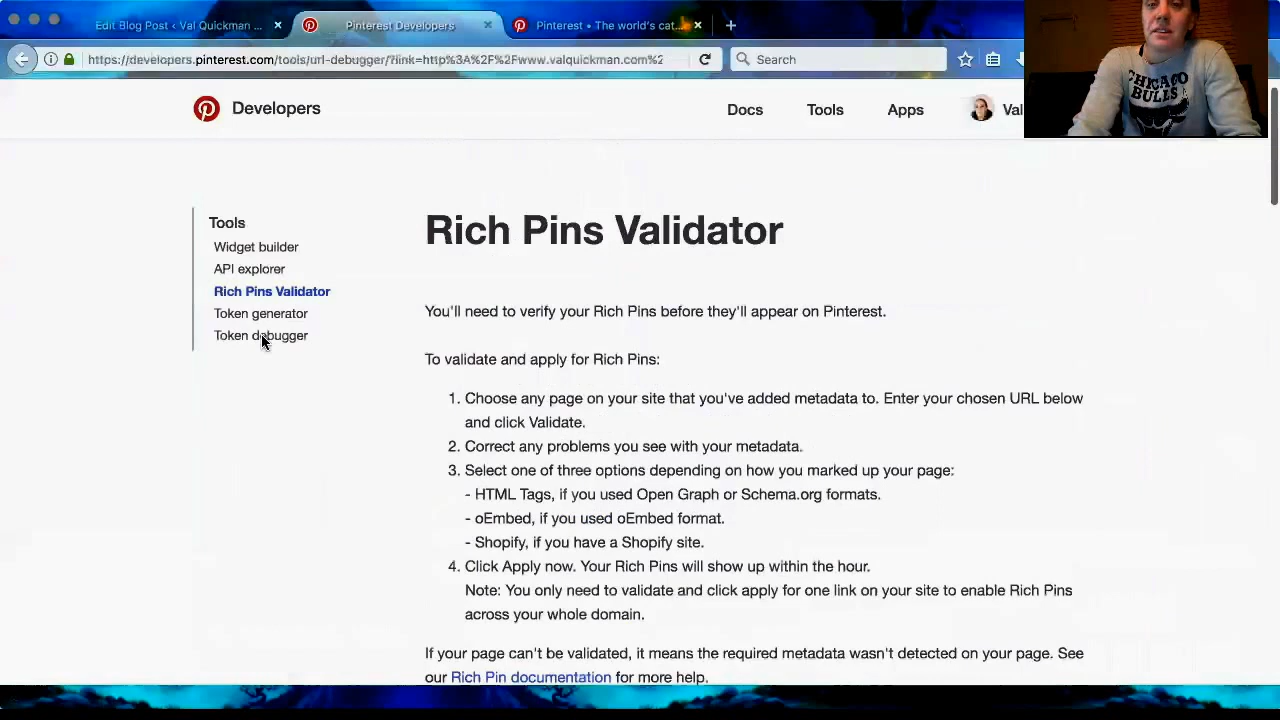 Edit Blog Post ‹ Val Quickman ...
Pinterest Developers
Pinterest • The world's cat...
https://developers.pinterest.com/tools/url-debugger/?link=http%3A%2F%2Fwww.valquickman.com%2
Search
CHICAGO
BULLS
Developers
Docs
Tools
Apps
Val
Tools
Widget builder
API explorer
Rich Pins Validator
Token generator
Token debugger
Rich Pins Validator
You'll need to verify your Rich Pins before they'll appear on Pinterest.
To validate and apply for Rich Pins:
1. Choose any page on your site that you've added metadata to. Enter your chosen URL below
and click Validate.
2. Correct any problems you see with your metadata.
3. Select one of three options depending on how you marked up your page:
- HTML Tags, if you used Open Graph or Schema.org formats.
- oEmbed, if you used oEmbed format.
- Shopify, if you have a Shopify site.
4. Click Apply now. Your Rich Pins will show up within the hour.
Note: You only need to validate and click apply for one link on your site to enable Rich Pins
across your whole domain.
If your page can't be validated, it means the required metadata wasn't detected on your page. See
our Rich Pin documentation for more help.